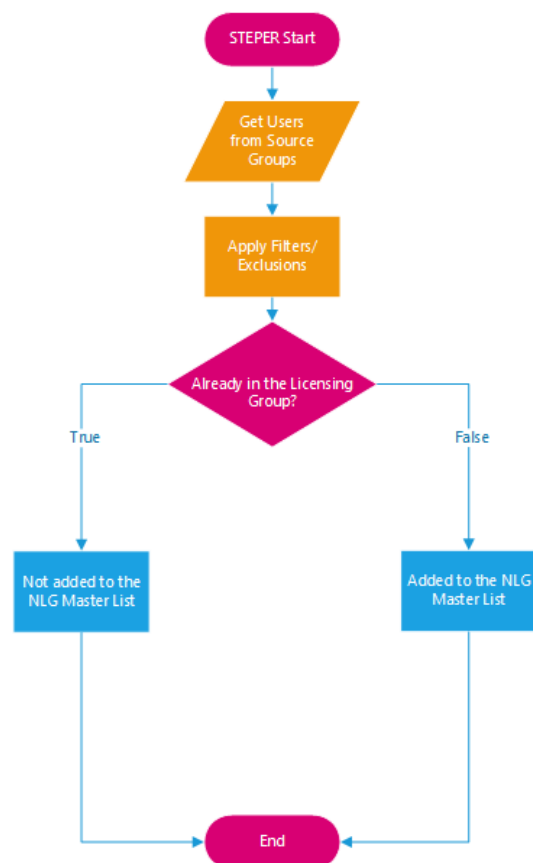 STEPER Start
Get Users
from Source
Groups
Apply Filters/
Exclusions
Already in the Licensing
Group?
True
False
Not added to the
NLG Master List
Added to the NLG
Master List
End